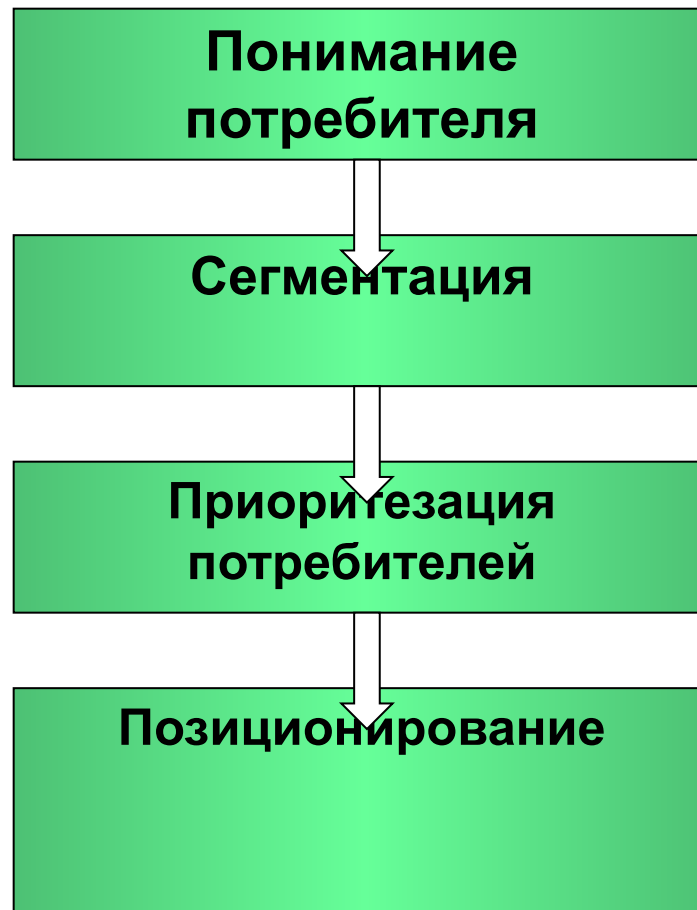 Понимание
потребителя
Сегментация
Приоритезация
потребителей
Позиционирование